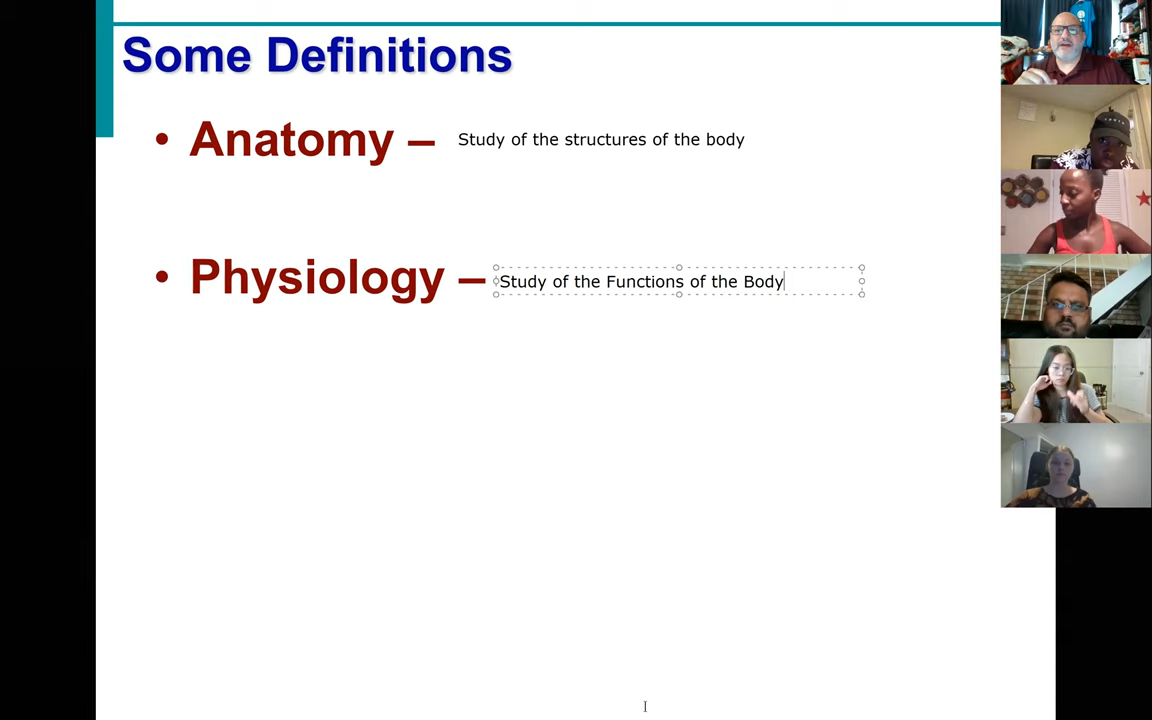 Some Definitions
• Anatomy – Study of the structures of the body
• Physiology – Study of the Functions of the Body